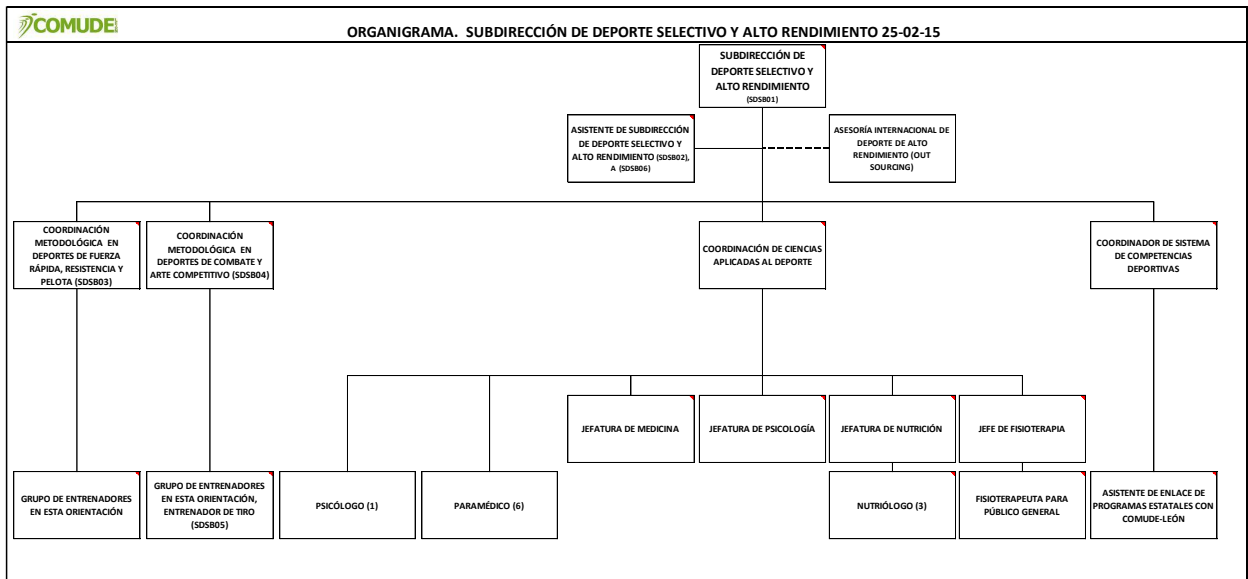 COMUDE
ORGANIGRAMA. SUBDIRECCIÓN DE DEPORTE SELECTIVO Y ALTO RENDIMIENTO 25-02-15
SUBDIRECCIÓN DE
DEPORTE SELECTIVO Y
ALTO RENDIMIENTO
(SDSB01)
ASISTENTE DE SUBDIRECCIÓN
DE DEPORTE SELECTIVO Y
ALTO RENDIMIENTO (SDSB02),
A (SDSB06)
ASESORÍA INTERNACIONAL DE
DEPORTE DE ALTO
RENDIMIENTO (OUT
SOURCING)
COORDINACIÓN
METODOLÓGICA EN
DEPORTES DE FUERZA
RÁPIDA, RESISTENCIA Y
PELOTA (SDSB03)
COORDINACIÓN
METODOLÓGICA EN
DEPORTES DE COMBATE Y
ARTE COMPETITIVO (SDSB04)
COORDINACIÓN DE CIENCIAS
APLICADAS AL DEPORTE
COORDINADOR DE SISTEMA
DE COMPETENCIAS
DEPORTIVAS
JEFATURA DE MEDICINA
JEFATURA DE PSICOLOGÍA
JEFATURA DE NUTRICIÓN
JEFE DE FISIOTERAPIA
GRUPO DE ENTRENADORES
EN ESTA ORIENTACIÓN
GRUPO DE ENTRENADORES
EN ESTA ORIENTACIÓN,
ENTRENADOR DE TIRO
(SDSB05)
PSICÓLOGO (1)
PARAMÉDICO (6)
NUTRIÓLOGO (3)
FISIOTERAPEUTA PARA
PÚBLICO GENERAL
ASISTENTE DE ENLACE DE
PROGRAMAS ESTATALES CON
COMUDE-LEÓN